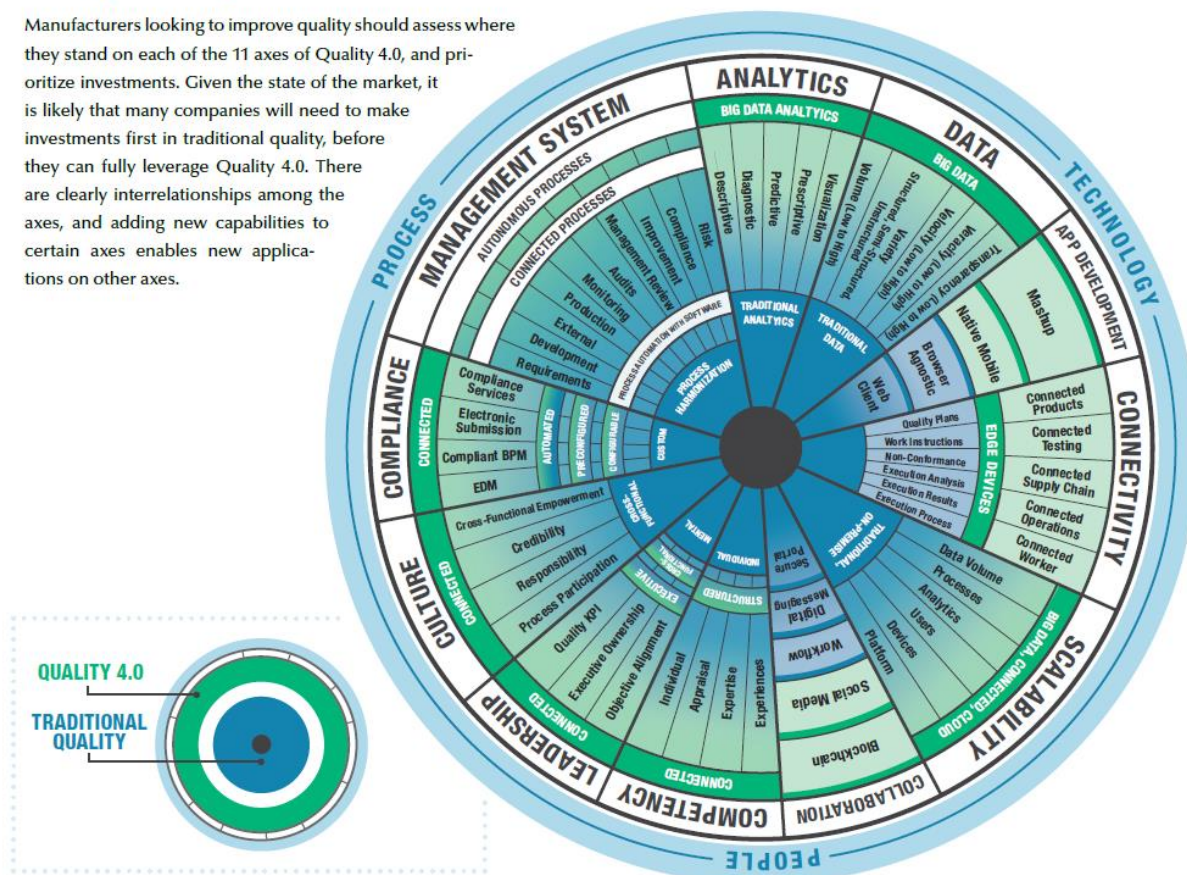 Manufacturers looking to improve quality should assess where
they stand on each of the 11 axes of Quality 4.0, and pri-
oritize investments. Given the state of the market, it
is likely that many companies will need to make
investments first in traditional quality, before
they can fully leverage Quality 4.0. There
are clearly interrelationships among the
axes, and adding new capabilities to
certain axes enables new applica-
tions on other axes.
PROCESS
TECHNOLOGY
PEOPLE
ANALYTICS
BIG DATA ANALTYICS
Descriptive
Diagnostic
Predictive
Prescriptive
Visualization
TRADITIONAL
ANALTYICS
DATA
BIG DATA
Volume (Low to High)
Structured, Semi-Structured,
Unstructured
Variety
Velocity (Low to High)
Veracity (Low to High)
Transparency (Low to High)
TRADITIONAL
DATA
APP DEVELOPMENT
Mashup
Native Mobile
Browser
Agnostic
Web
Client
CONNECTIVITY
Connected
Products
Connected
Testing
Connected
Supply Chain
Connected
Operations
Connected
Worker
EDGE DEVICES
Quality Plans
Work Instructions
Non-Conformance
Execution Analysis
Execution Results
Execution Process
SCALABILITY
BIG DATA, CONNECTED, CLOUD
Data Volume
Processes
Analytics
Users
Devices
Platform
TRADITIONAL,
ON-PREMISE
COLLABORATION
Secure
Portal
Digital
Messaging
Workflow
Social Media
Blockhcain
COMPETENCY
CONNECTED
Individual
Appraisal
Expertise
Experiences
STRUCTURED
INDIVIDUAL
LEADERSHIP
CONNECTED
Quality KPI
Executive Ownership
Objective Alignment
EXECUTIVE
CROSS-
FUNCTIONAL
MENTAL
CULTURE
CONNECTED
Cross-Functional Empowerment
Credibility
Responsibility
Process Participation
CROSS-
FUNCTIONAL
COMPLIANCE
CONNECTED
Compliance
Services
Electronic
Submission
Compliant BPM
EDM
AUTOMATED
PRECONFIGURED
CONFIGURABLE
CUSTOM
MANAGEMENT SYSTEM
AUTONOMOUS PROCESSES
CONNECTED PROCESSES
Risk
Compliance
Improvement
Management Review
Audits
Monitoring
Production
External
Development
Requirements
PROCESS AUTOMATION WITH SOFTWARE
PROCESS
HARMONIZATION
QUALITY 4.0
TRADITIONAL
QUALITY